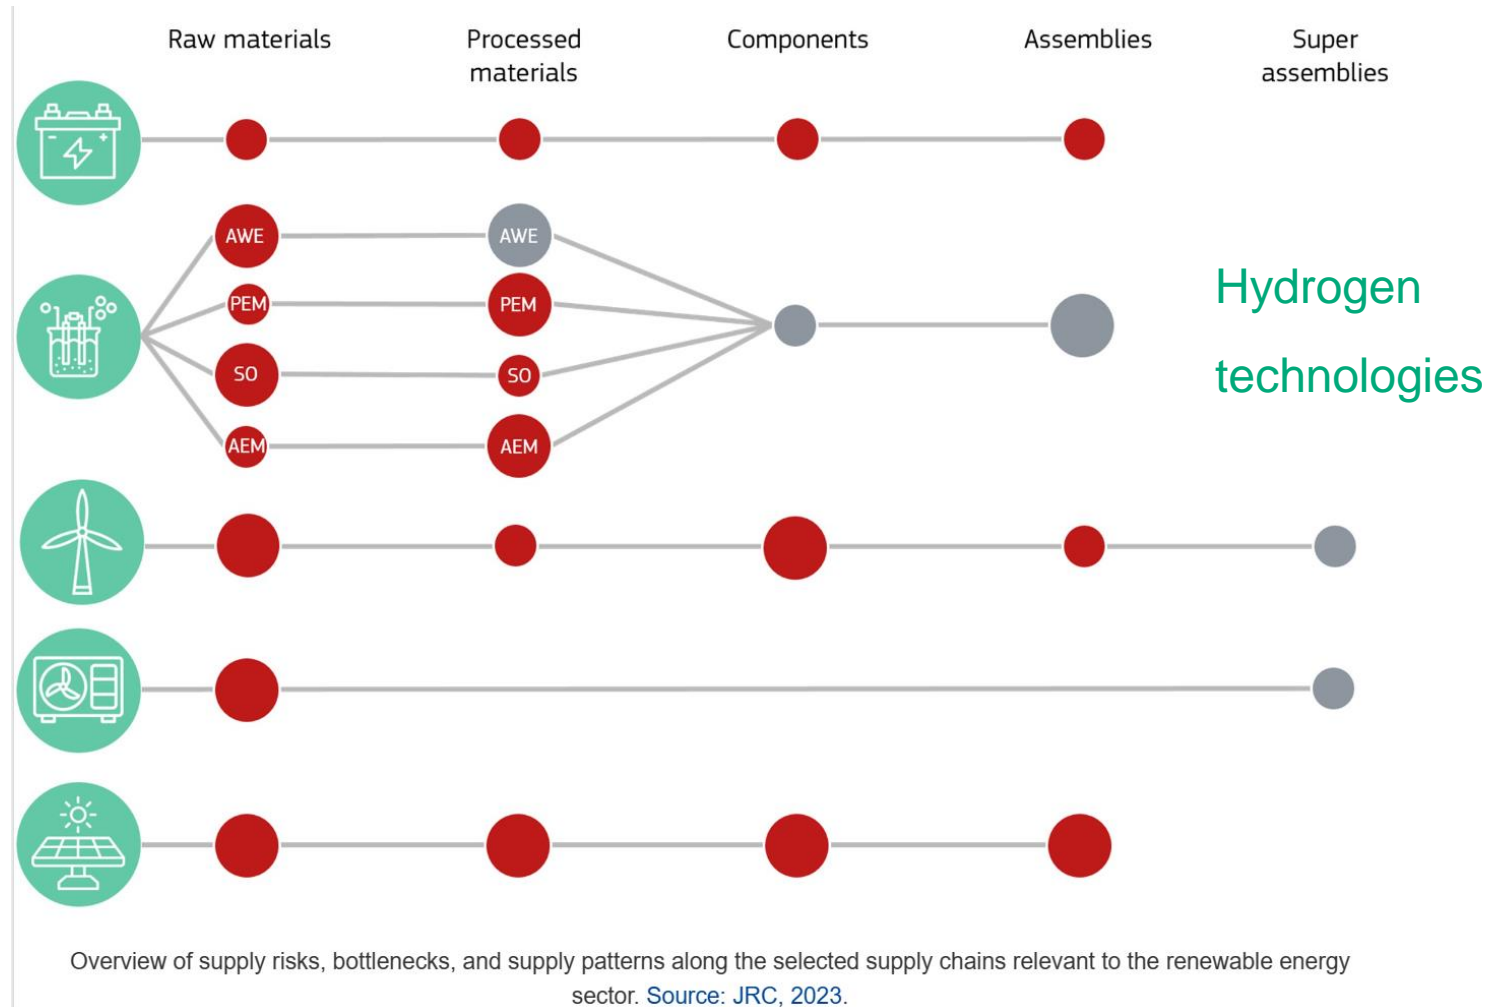 Raw materials
Processed
materials
Components
Assemblies
Super
assemblies
AWE
AWE
PEM
PEM
SO
SO
AEM
AEM
Hydrogen
technologies
Overview of supply risks, bottlenecks, and supply patterns along the selected supply chains relevant to the renewable energy
sector. Source: JRC, 2023.